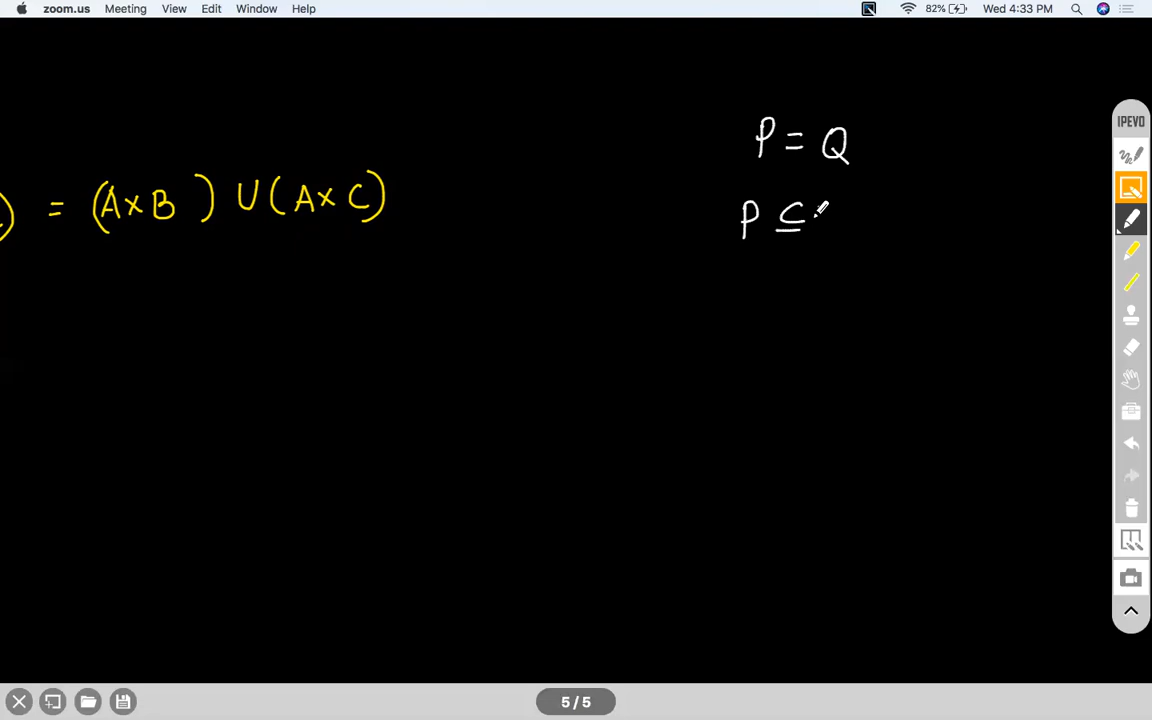 zoom.us Meeting View Edit Window Help 82% Wed 4:33 PM
IPEVO
P = Q
) = (A×B) ∪ (A×C)
P ⊆
5/5